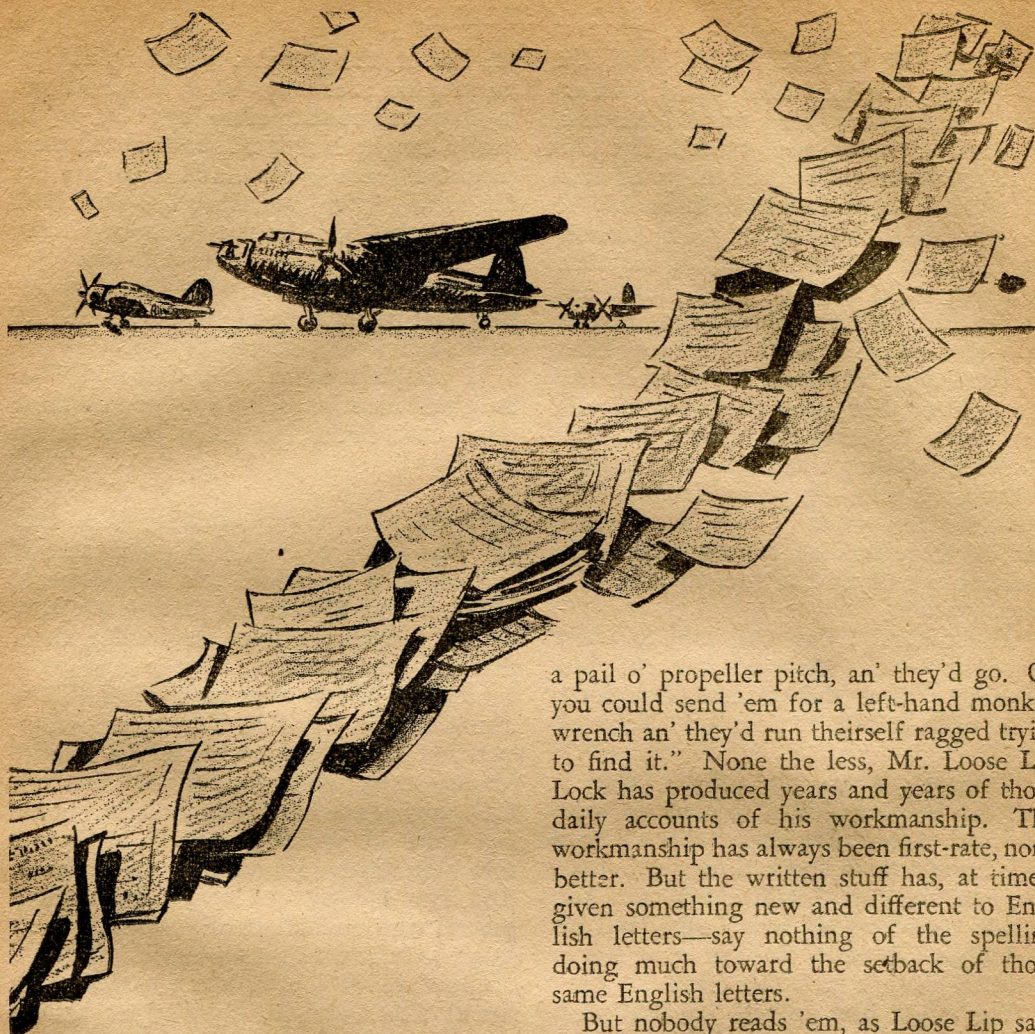 a pail o' propeller pitch, an' they'd go.
you could send 'em for a left-hand monk
wrench an' they'd run theirself ragged tryi
to find it." None the less, Mr. Loose L
Lock has produced years and years of tho
daily accounts of his workmanship. Th
workmanship has always been first-rate, non
better. But the written stuff has, at time
given something new and different to En
lish letters—say nothing of the spellin
doing much toward the setback of tho
same English letters.
But nobody reads 'em, as Loose Lip sa